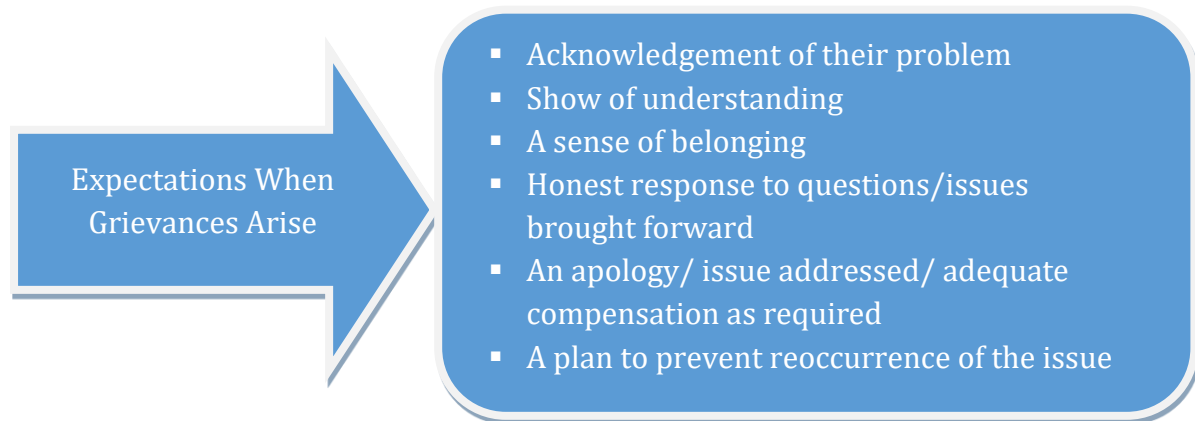 Expectations When
Grievances Arise
▪ Acknowledgement of their problem
▪ Show of understanding
▪ A sense of belonging
▪ Honest response to questions/issues
brought forward
▪ An apology/ issue addressed/ adequate
compensation as required
▪ A plan to prevent reoccurrence of the issue